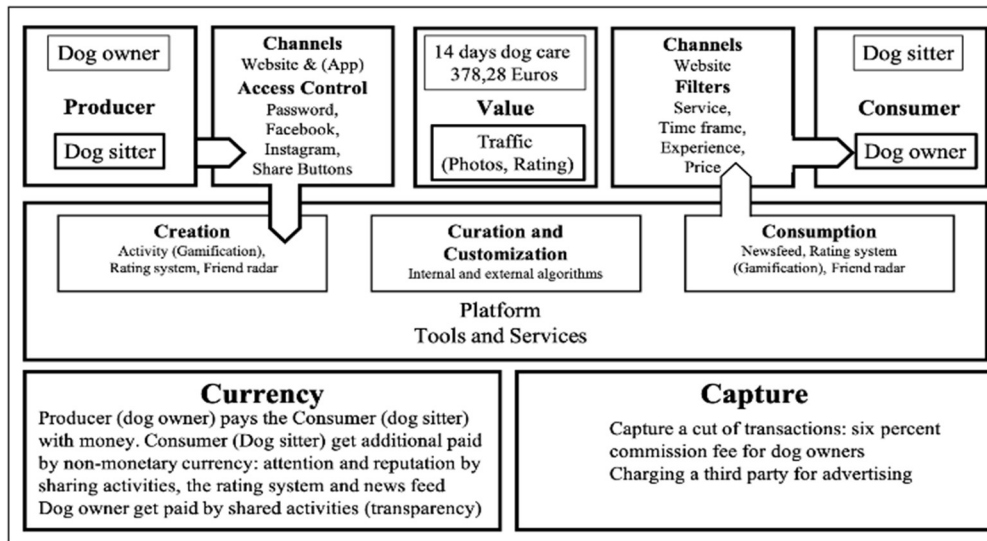 Dog owner
Producer
Dog sitter
Channels
Website & (App)
Access Control
Password,
Facebook,
Instagram,
Share Buttons
14 days dog care
378,28 Euros
Value
Traffic
(Photos, Rating)
Channels
Website
Filters
Service,
Time frame,
Experience,
Price
Dog sitter
Consumer
Dog owner
Creation
Activity (Gamification),
Rating system, Friend radar
Curation and
Customization
Internal and external algorithms
Consumption
Newsfeed, Rating system
(Gamification), Friend radar
Platform
Tools and Services
Currency
Producer (dog owner) pays the Consumer (dog sitter)
with money. Consumer (Dog sitter) get additional paid
by non-monetary currency: attention and reputation by
sharing activities, the rating system and news feed
Dog owner get paid by shared activities (transparency)
Capture
Capture a cut of transactions: six percent
commission fee for dog owners
Charging a third party for advertising